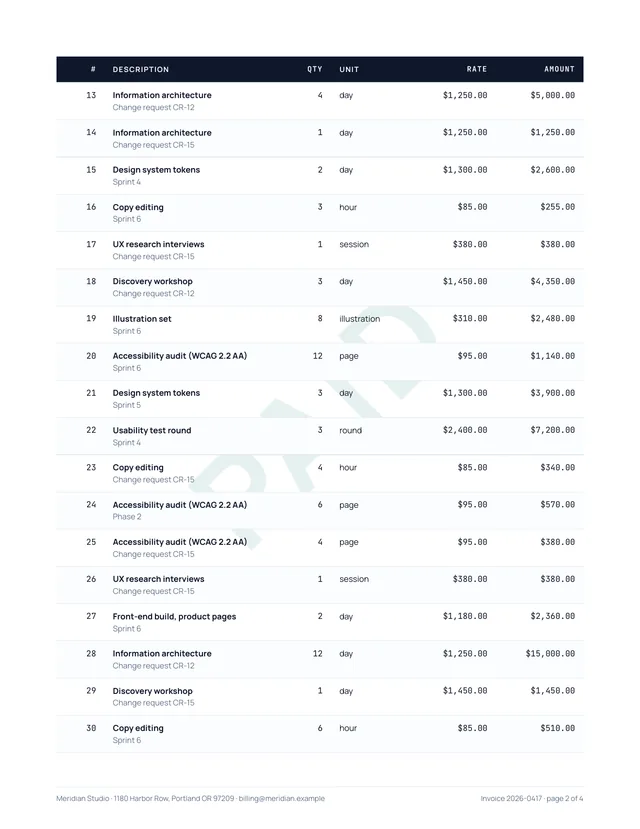 # DESCRIPTION QTY UNIT RATE AMOUNT
13 Information architecture 4 day $1,250.00 $5,000.00
Change request CR-12
14 Information architecture 1 day $1,250.00 $1,250.00
Change request CR-15
15 Design system tokens 2 day $1,300.00 $2,600.00
Sprint 4
16 Copy editing 3 hour $85.00 $255.00
Sprint 6
17 UX research interviews 1 session $380.00 $380.00
Change request CR-15
18 Discovery workshop 3 day $1,450.00 $4,350.00
Change request CR-12
19 Illustration set 8 illustration $310.00 $2,480.00
Sprint 6
20 Accessibility audit (WCAG 2.2 AA) 12 page $95.00 $1,140.00
Sprint 6
21 Design system tokens 3 day $1,300.00 $3,900.00
Sprint 5
22 Usability test round 3 round $2,400.00 $7,200.00
Sprint 4
23 Copy editing 4 hour $85.00 $340.00
Change request CR-15
24 Accessibility audit (WCAG 2.2 AA) 6 page $95.00 $570.00
Phase 2
25 Accessibility audit (WCAG 2.2 AA) 4 page $95.00 $380.00
Change request CR-15
26 UX research interviews 1 session $380.00 $380.00
Change request CR-15
27 Front-end build, product pages 2 day $1,180.00 $2,360.00
Sprint 6
28 Information architecture 12 day $1,250.00 $15,000.00
Change request CR-12
29 Discovery workshop 1 day $1,450.00 $1,450.00
Change request CR-15
30 Copy editing 6 hour $85.00 $510.00
Sprint 6
PAID
Meridian Studio · 1180 Harbor Row, Portland OR 97209 · billing@meridian.example Invoice 2026-0417 · page 2 of 4